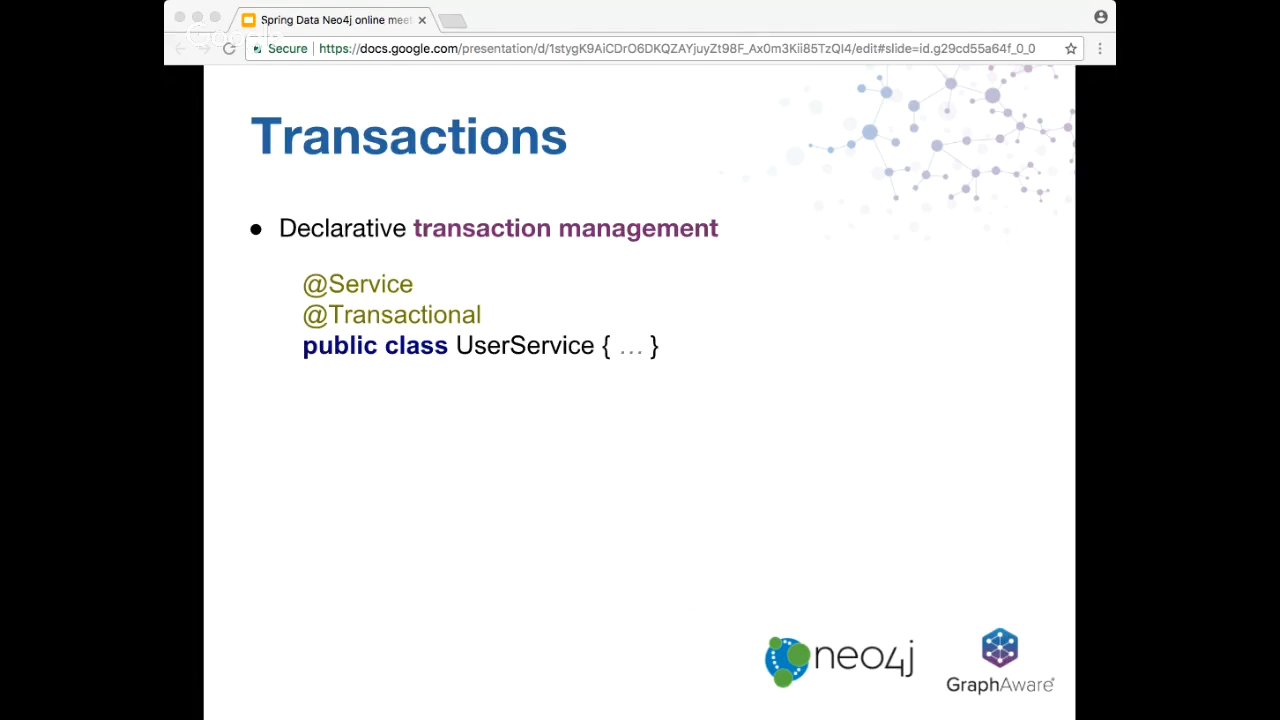 Spring Data Neo4j online meet
Google
Secure
https://docs.google.com/presentation/d/1stygK9AiCDrO6DKQZAYjuyZt98F_Ax0m3Kii85TzQI4/edit#slide=id.g29cd55a64f_0_0
Transactions
● Declarative transaction management
@Service
@Transactional
public class UserService { … }
neo4j
GraphAware